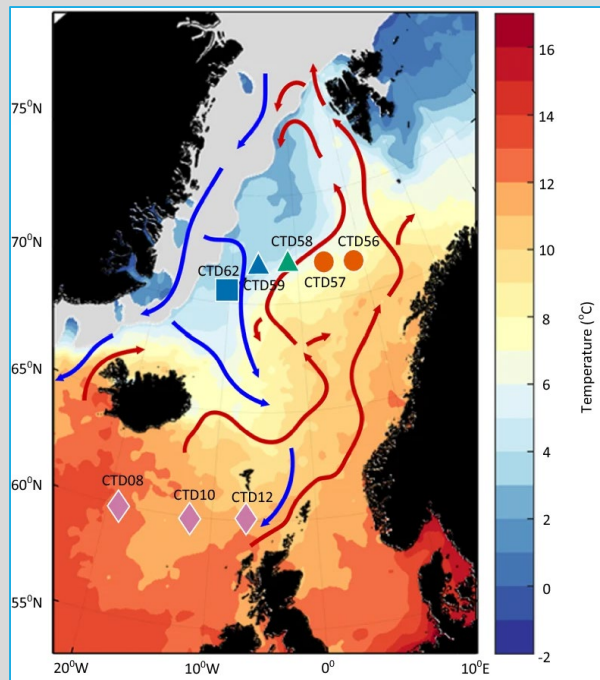 16
75⁰N
14
12
70⁰N
CTD58
CTD56
10
CTD62
CTD59
CTD57
8
65⁰N
6
4
60⁰N
CTD08
CTD10
CTD12
2
0
55⁰N
-2
20⁰W
10⁰W
0⁰
10⁰E
Temperature (⁰C)